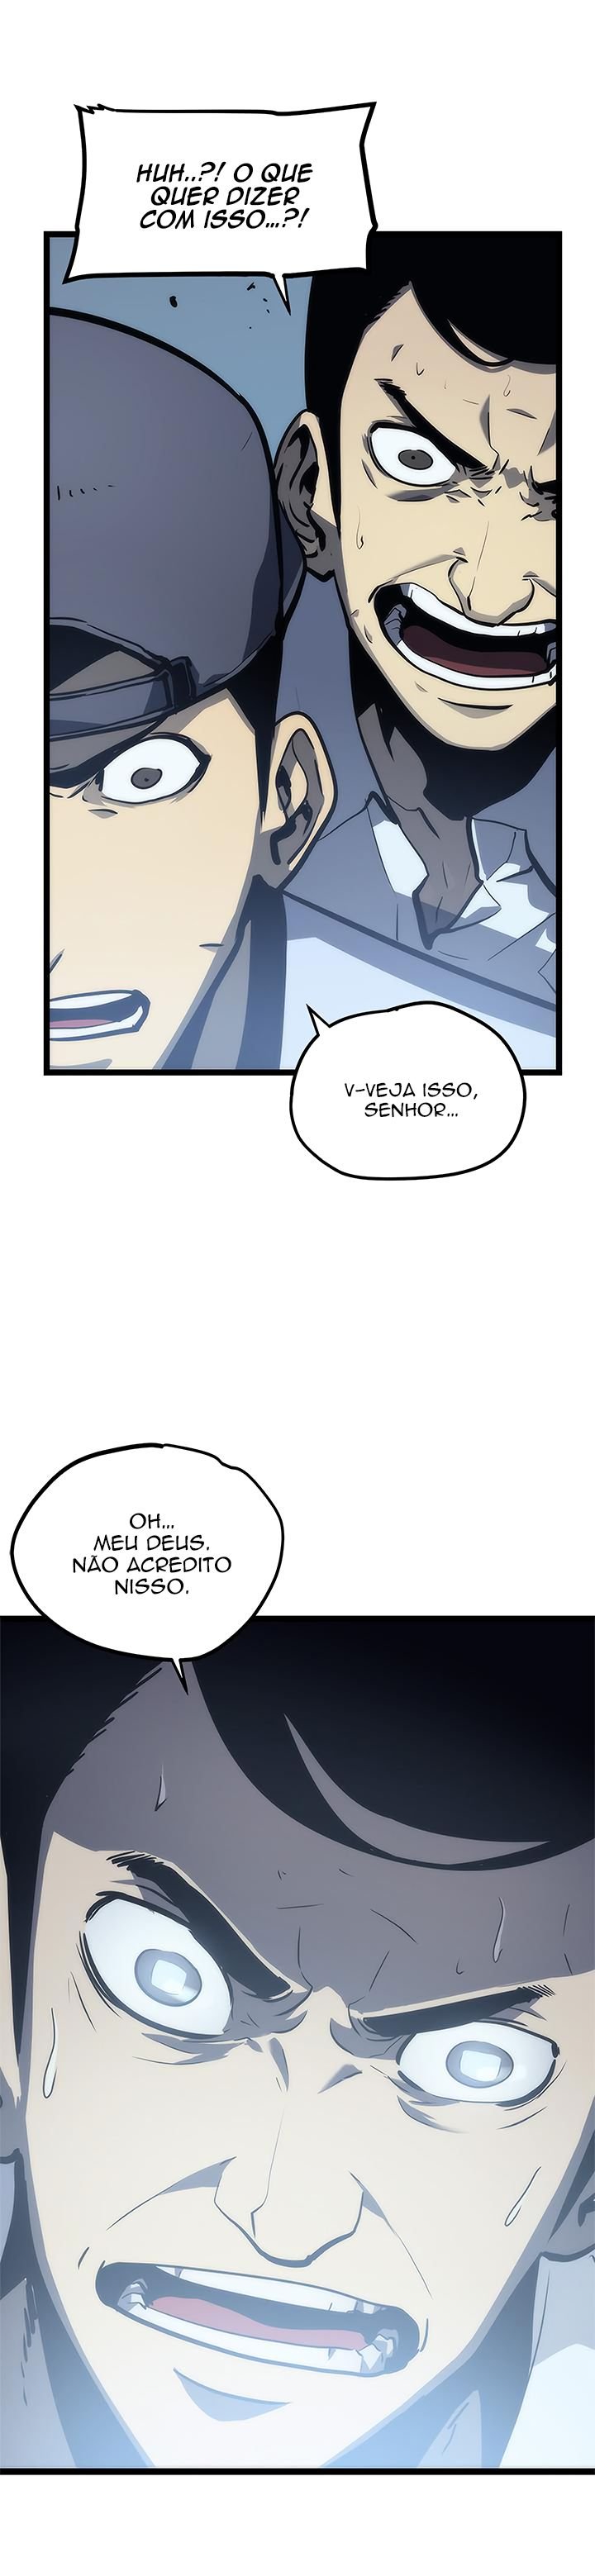 HUH..?! O QUE
QUER DIZER
COM ISSO...?!
V-VEJA ISSO,
SENHOR...
OH...
MEU DEUS.
NÃO ACREDITO
NISSO.